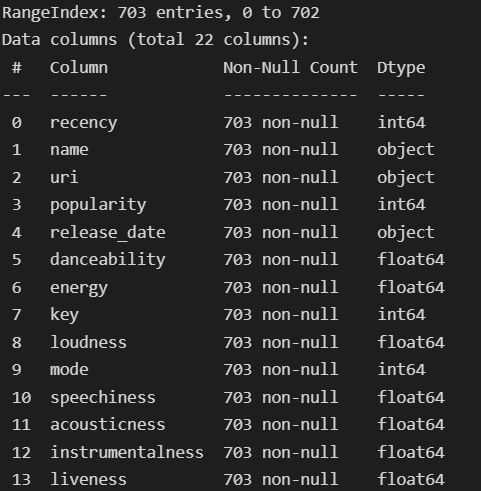 RangeIndex: 703 entries, 0 to 702
Data columns (total 22 columns):
 #   Column            Non-Null Count  Dtype
---  ------            --------------  -----
 0   recency           703 non-null    int64
 1   name              703 non-null    object
 2   uri               703 non-null    object
 3   popularity        703 non-null    int64
 4   release_date      703 non-null    object
 5   danceability      703 non-null    float64
 6   energy            703 non-null    float64
 7   key               703 non-null    int64
 8   loudness          703 non-null    float64
 9   mode              703 non-null    int64
 10  speechiness       703 non-null    float64
 11  acousticness      703 non-null    float64
 12  instrumentalness  703 non-null    float64
 13  liveness          703 non-null    float64